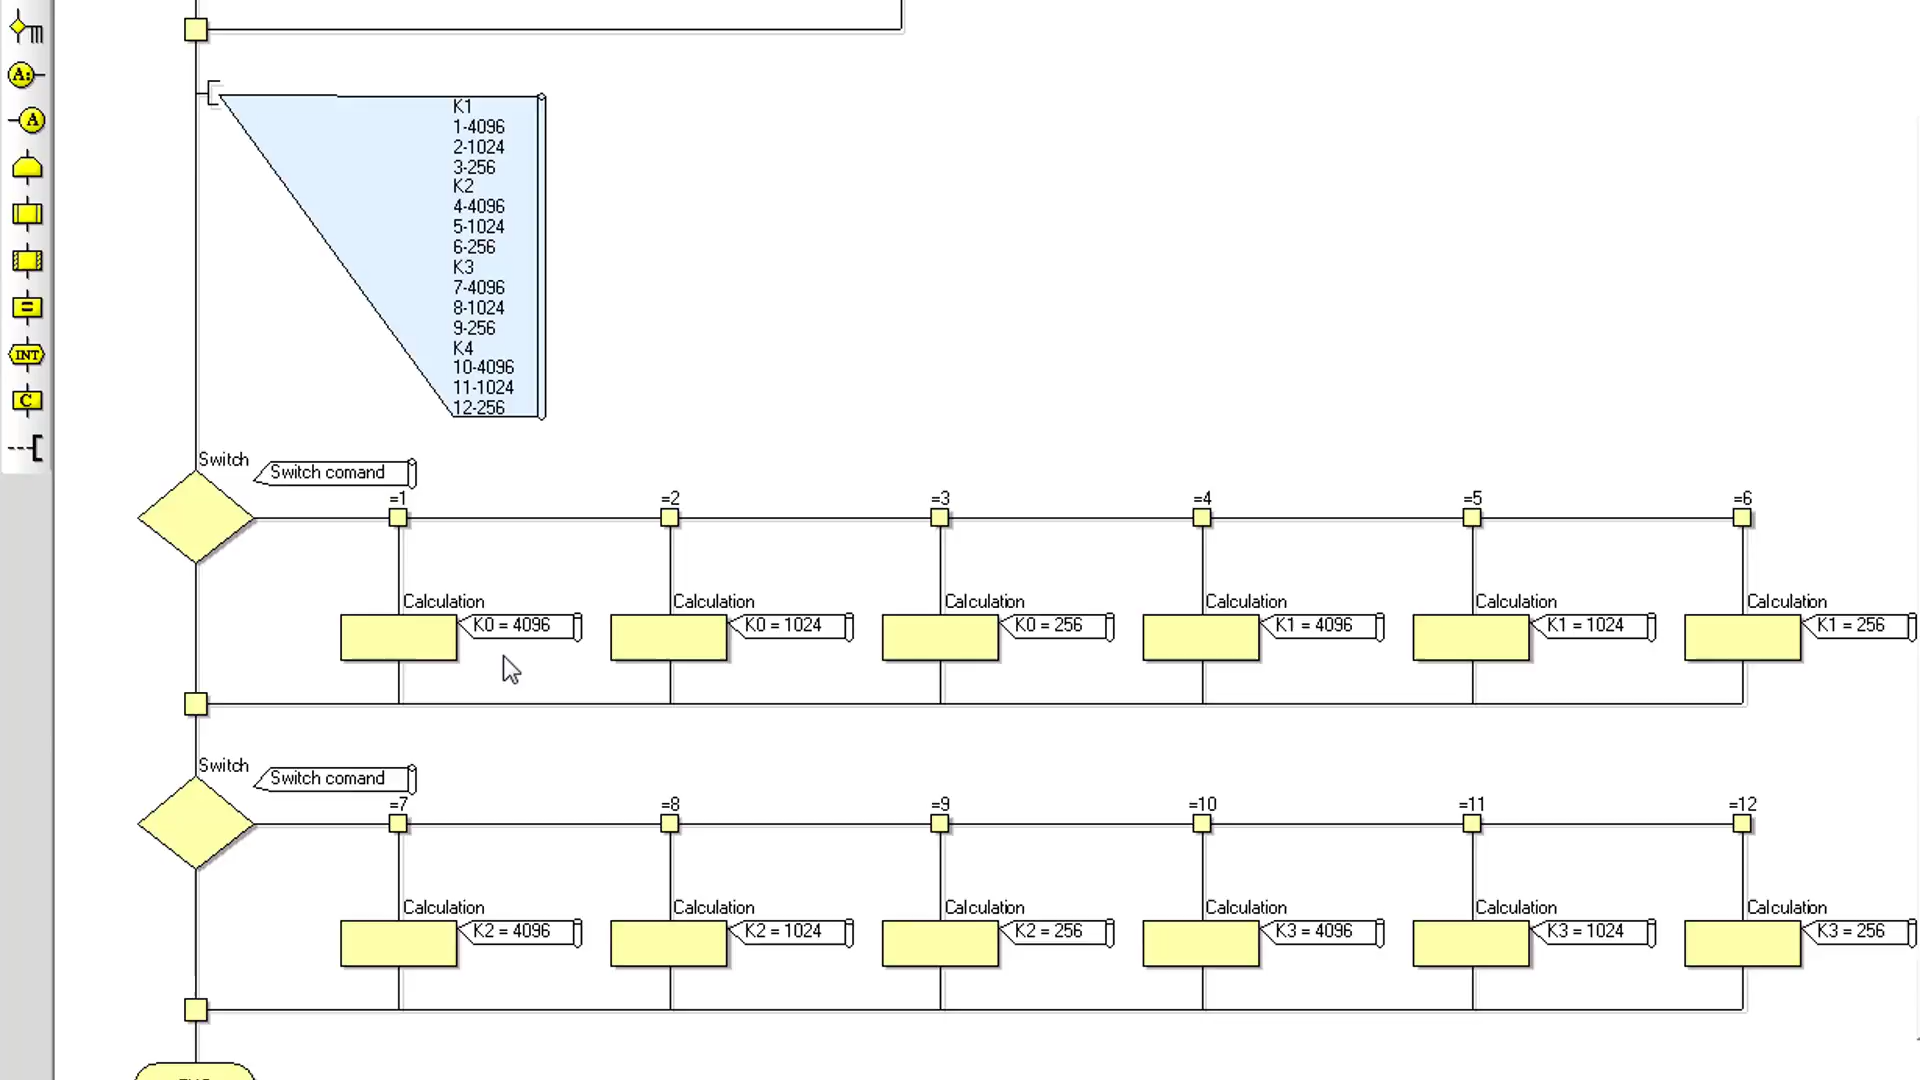 A:
A
=
INT
C
K1
1-4096
2-1024
3-256
K2
4-4096
5-1024
6-256
K3
7-4096
8-1024
9-256
K4
10-4096
11-1024
12-256
Switch
Switch comand
=1 =2 =3 =4 =5 =6
Calculation Calculation Calculation Calculation Calculation Calculation
K0 = 4096 K0 = 1024 K0 = 256 K1 = 4096 K1 = 1024 K1 = 256
Switch
Switch comand
=7 =8 =9 =10 =11 =12
Calculation Calculation Calculation Calculation Calculation Calculation
K2 = 4096 K2 = 1024 K2 = 256 K3 = 4096 K3 = 1024 K3 = 256